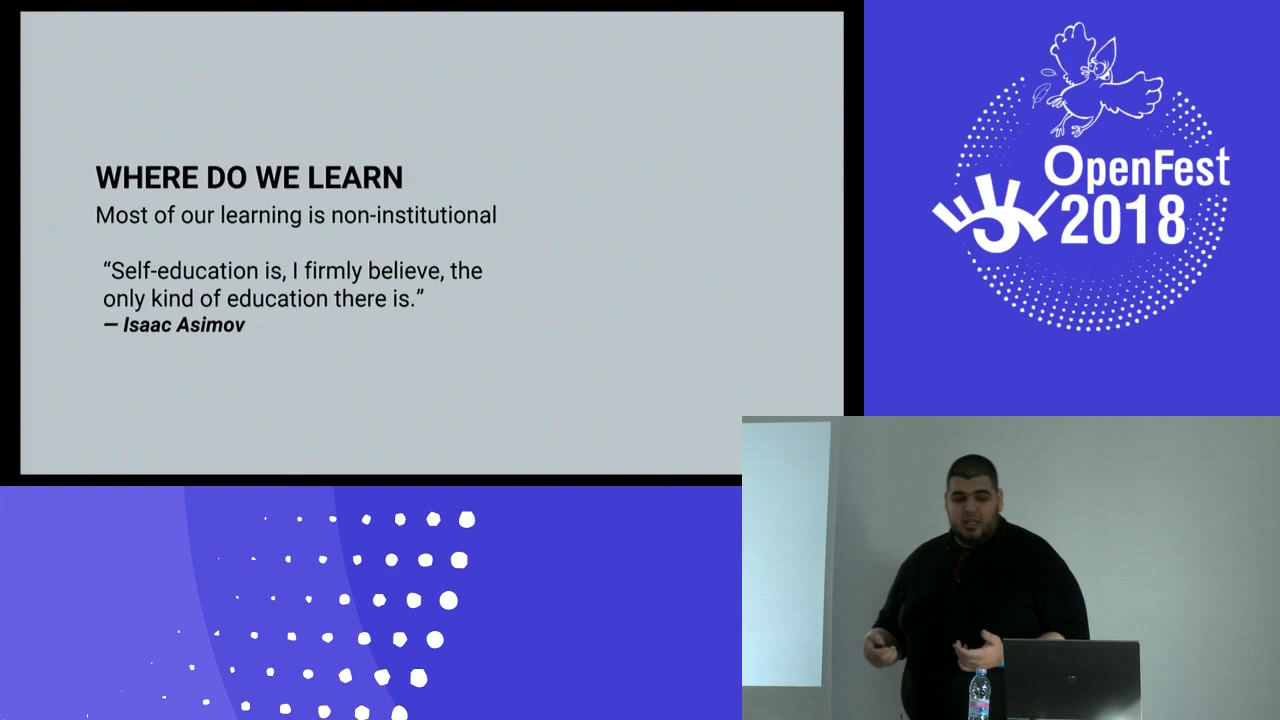 WHERE DO WE LEARN
Most of our learning is non-institutional
“Self-education is, I firmly believe, the
only kind of education there is.”
— Isaac Asimov
OpenFest
2018